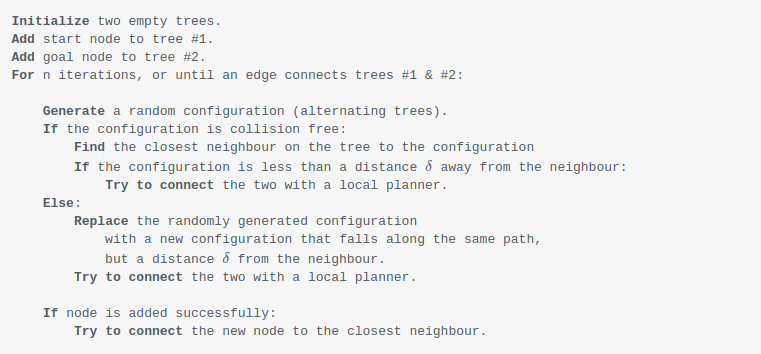 Initialize two empty trees.
Add start node to tree #1.
Add goal node to tree #2.
For n iterations, or until an edge connects trees #1 & #2:
Generate a random configuration (alternating trees).
If the configuration is collision free:
Find the closest neighbour on the tree to the configuration
If the configuration is less than a distance δ away from the neighbour:
Try to connect the two with a local planner.
Else:
Replace the randomly generated configuration
with a new configuration that falls along the same path,
but a distance δ from the neighbour.
Try to connect the two with a local planner.
If node is added successfully:
Try to connect the new node to the closest neighbour.